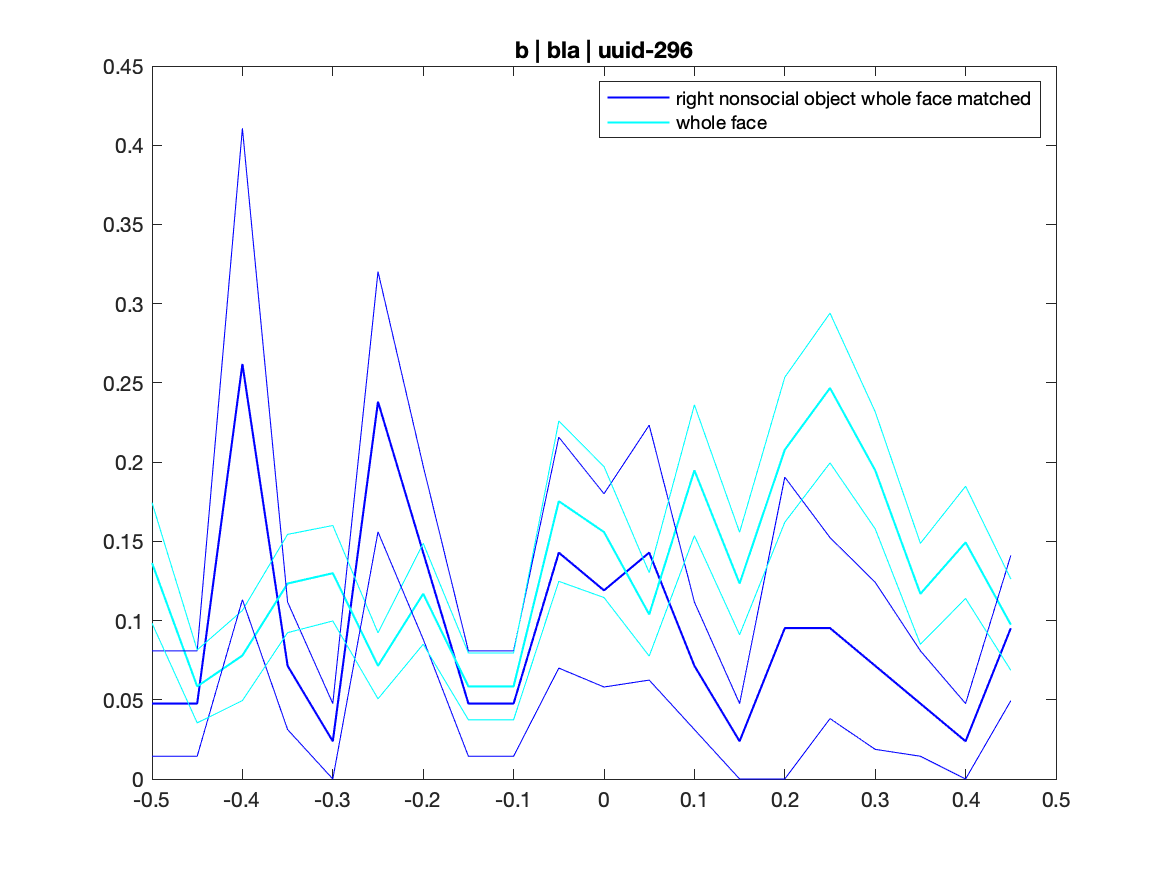 b | bla | uuid-296
right nonsocial object whole face matched
whole face
0.45
0.4
0.35
0.3
0.25
0.2
0.15
0.1
0.05
0
-0.5 -0.4 -0.3 -0.2 -0.1 0 0.1 0.2 0.3 0.4 0.5